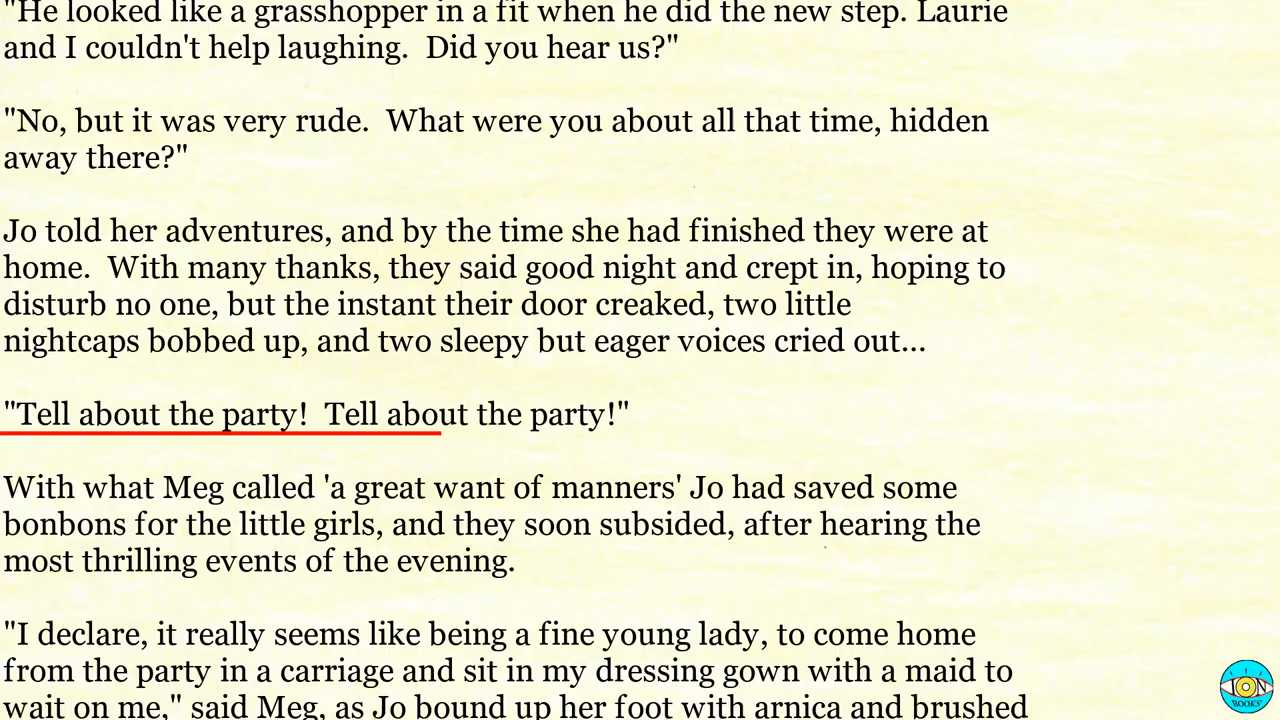 "He looked like a grasshopper in a fit when he did the new step. Laurie
and I couldn't help laughing.  Did you hear us?"
"No, but it was very rude.  What were you about all that time, hidden
away there?"
Jo told her adventures, and by the time she had finished they were at
home.  With many thanks, they said good night and crept in, hoping to
disturb no one, but the instant their door creaked, two little
nightcaps bobbed up, and two sleepy but eager voices cried out...
"Tell about the party!  Tell about the party!"
With what Meg called 'a great want of manners' Jo had saved some
bonbons for the little girls, and they soon subsided, after hearing the
most thrilling events of the evening.
"I declare, it really seems like being a fine young lady, to come home
from the party in a carriage and sit in my dressing gown with a maid to
wait on me," said Meg, as Jo bound up her foot with arnica and brushed
ION
BOOKS